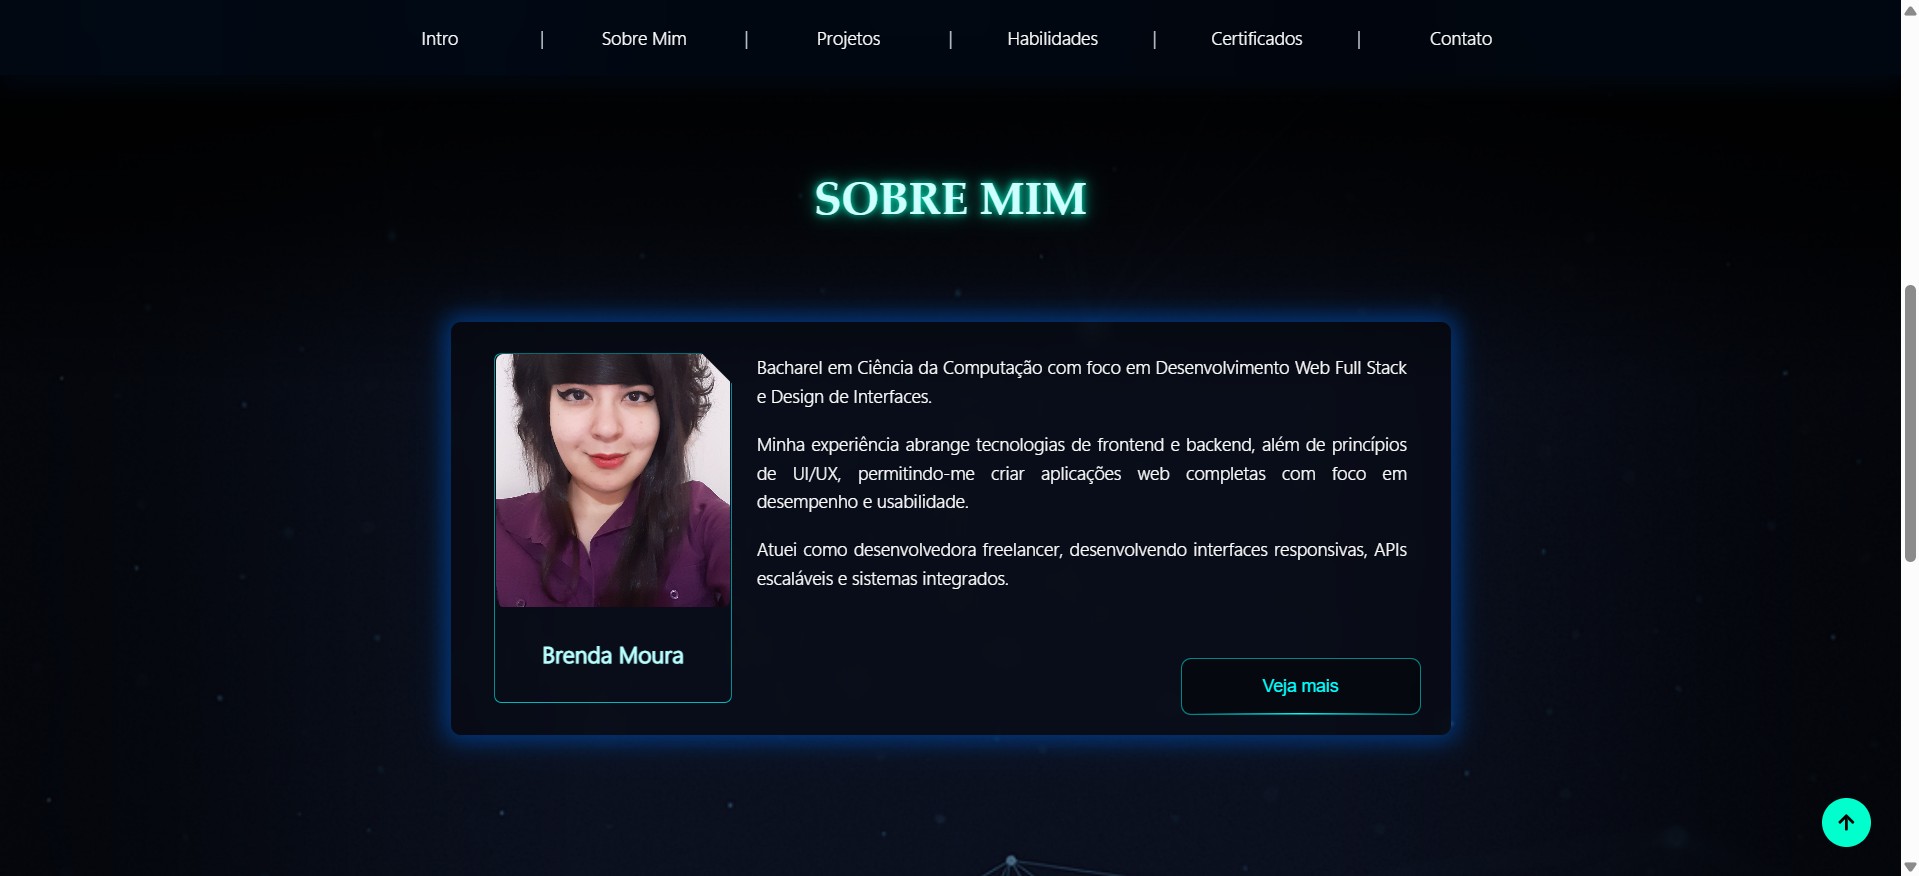 Intro | Sobre Mim | Projetos | Habilidades | Certificados | Contato
SOBRE MIM
Bacharel em Ciência da Computação com foco em Desenvolvimento Web Full Stack
e Design de Interfaces.
Minha experiência abrange tecnologias de frontend e backend, além de princípios
de UI/UX, permitindo-me criar aplicações web completas com foco em
desempenho e usabilidade.
Atuei como desenvolvedora freelancer, desenvolvendo interfaces responsivas, APIs
escaláveis e sistemas integrados.
Brenda Moura
Veja mais